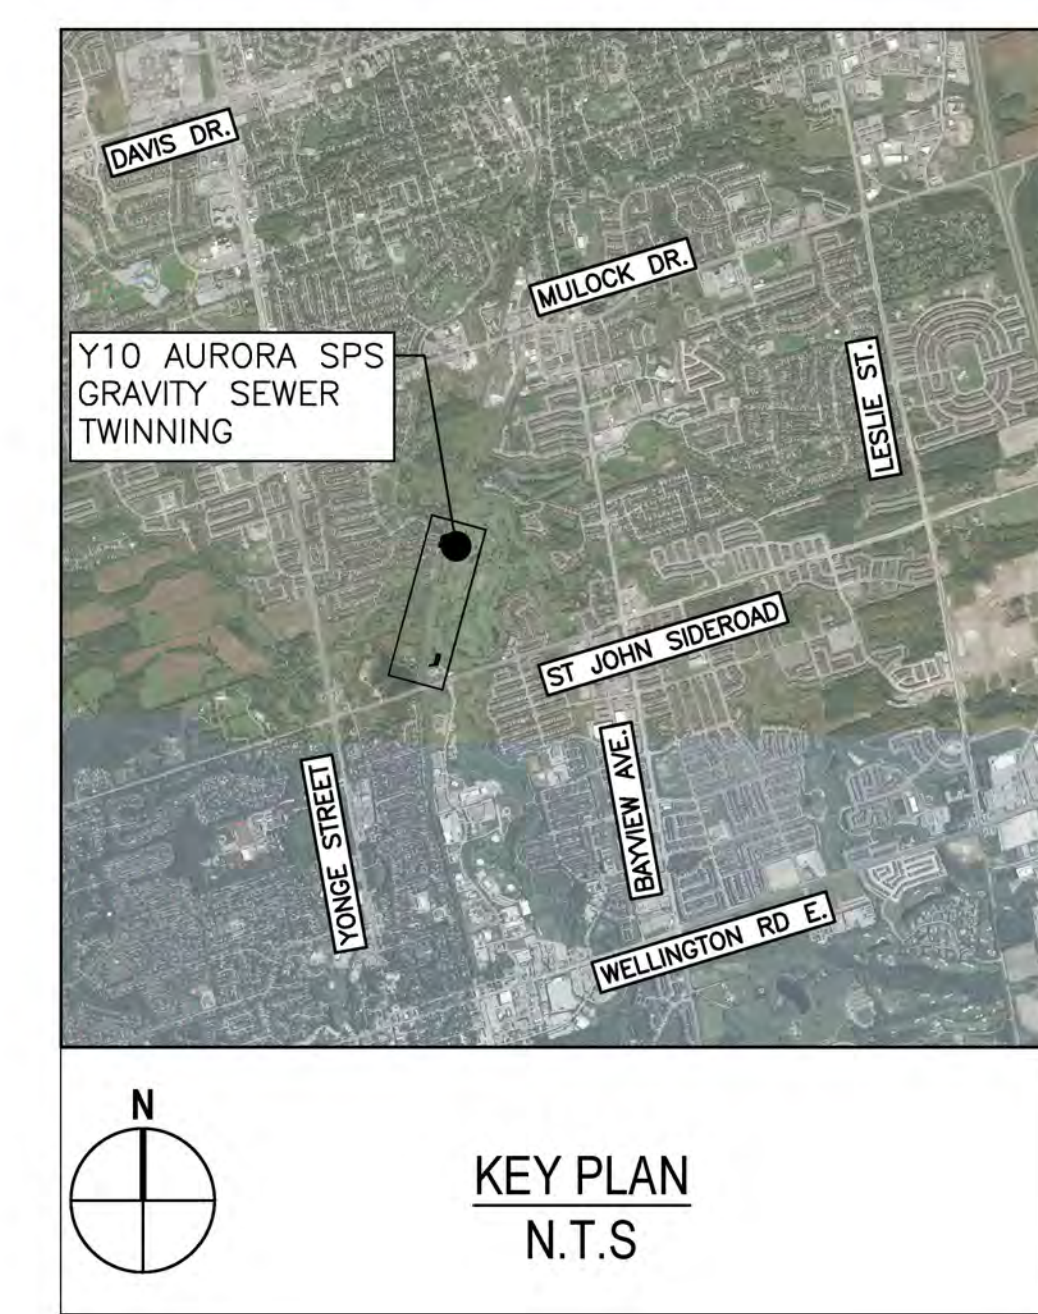 DAVIS DR.
MULOCK DR.
Y10 AURORA SPS
GRAVITY SEWER
TWINNING
LESLIE ST.
ST JOHN SIDEROAD
YONGE STREET
BAYVIEW AVE.
WELLINGTON RD E.
N
KEY PLAN
N.T.S